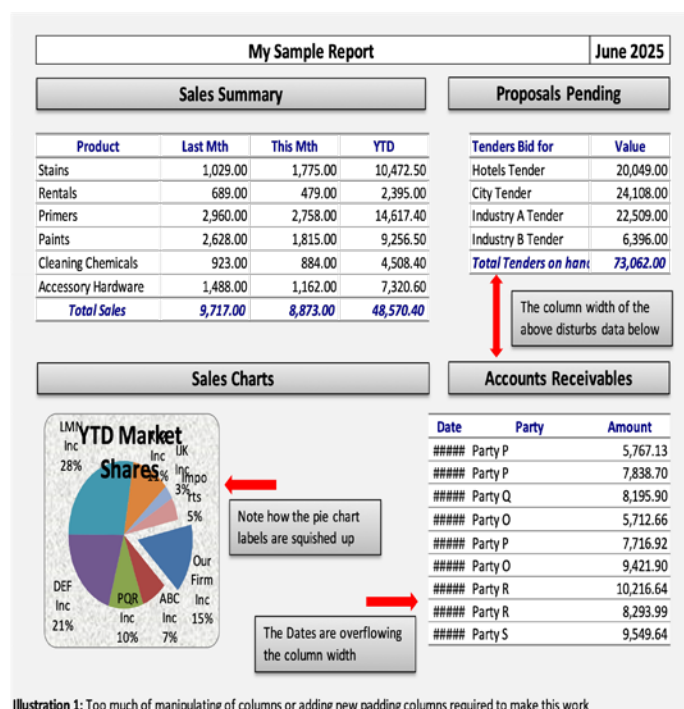 My Sample Report June 2025
Sales Summary
Proposals Pending
Product Last Mth This Mth YTD
Stains 1,029.00 1,775.00 10,472.50
Rentals 689.00 479.00 2,395.00
Primers 2,960.00 2,758.00 14,617.40
Paints 2,628.00 1,815.00 9,256.50
Cleaning Chemicals 923.00 884.00 4,508.40
Accessory Hardware 1,488.00 1,162.00 7,320.60
Total Sales 9,717.00 8,873.00 48,570.40
Tenders Bid for Value
Hotels Tender 20,049.00
City Tender 24,108.00
Industry A Tender 22,509.00
Industry B Tender 6,396.00
Total Tenders on hand 73,062.00
The column width of the
above disturbs data below
Sales Charts
Accounts Receivables
YTD Market
Shares
LMN
Inc
28%
Inc
11%
UK
Inc
3%
Impo
rts
5%
Our
Firm
Inc
15%
ABC
Inc
7%
PQR
Inc
10%
DEF
Inc
21%
Note how the pie chart
labels are squished up
The Dates are overflowing
the column width
Date Party Amount
##### Party P 5,767.13
##### Party P 7,838.70
##### Party Q 8,195.90
##### Party O 5,712.66
##### Party P 7,716.92
##### Party O 9,421.90
##### Party R 10,216.64
##### Party R 8,293.99
##### Party S 9,549.64
Illustration 1: Too much of manipulating of columns or adding new padding columns required to make this work